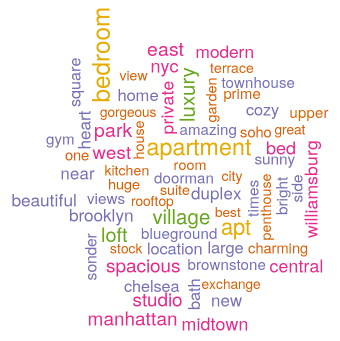 east
modern
bedroom
square
view
nyc
terrace
home
private
luxury
garden
townhouse
prime
gorgeous
heart
park
house
amazing
cozy
upper
soho
great
gym
one
west
apartment
bed
williamsburg
near
kitchen
room
sunny
huge
doorman
city
beautiful
views
suite
duplex
times
bright
side
rooftop
penthouse
brooklyn
village
best
apt
loft
blueground
sonder
stock
location
large
charming
spacious
brownstone
central
chelsea
bath
exchange
studio
new
manhattan
midtown